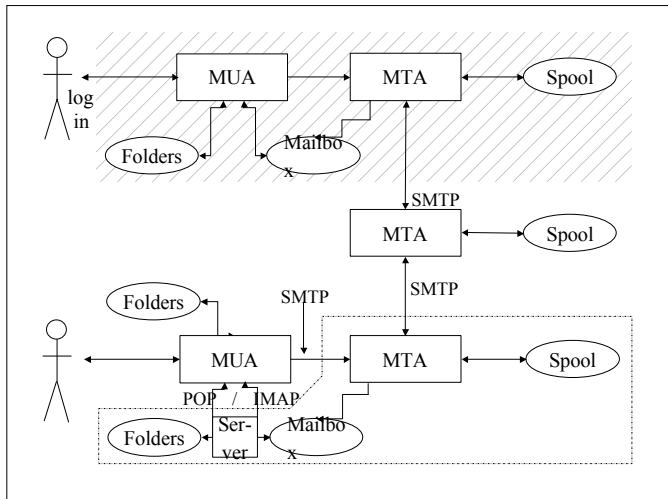 MUA
MTA
Spool
log
in
Folders
Mailbo
x
SMTP
MTA
Spool
SMTP
Folders
SMTP
MUA
MTA
Spool
POP / IMAP
Folders
Ser-
ver
Mailbo
x